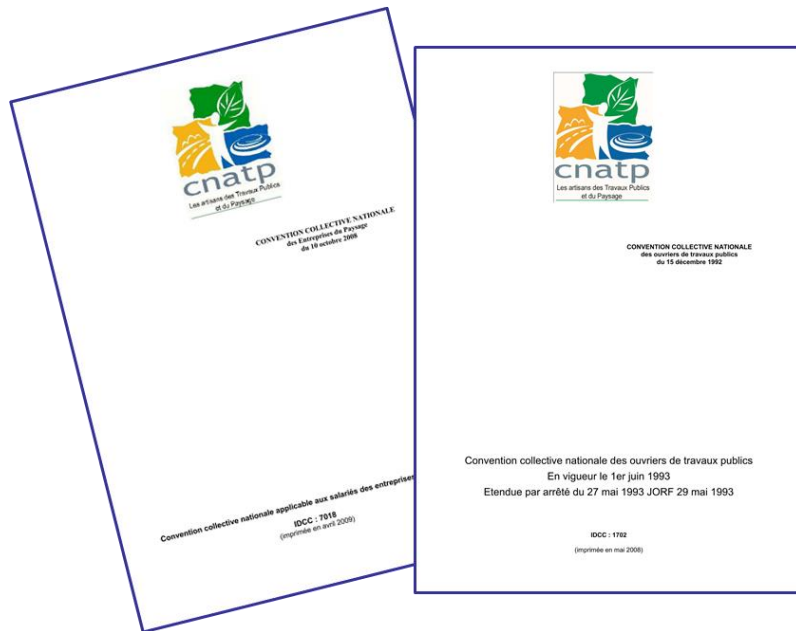 cnatp
Les artisans des Travaux Publics
et du Paysage
CONVENTION COLLECTIVE NATIONALE
des Entreprises du Paysage
du 10 octobre 2008
Convention collective nationale applicable aux salariés des entreprises
IDCC : 7018
(imprimée en avril 2009)
cnatp
Les artisans des Travaux Publics
et du Paysage
CONVENTION COLLECTIVE NATIONALE
des ouvriers de travaux publics
du 15 décembre 1992
Convention collective nationale des ouvriers de travaux publics
En vigueur le 1er juin 1993
Etendue par arrêté du 27 mai 1993 JORF 29 mai 1993
IDCC : 1702
(imprimée en mai 2008)